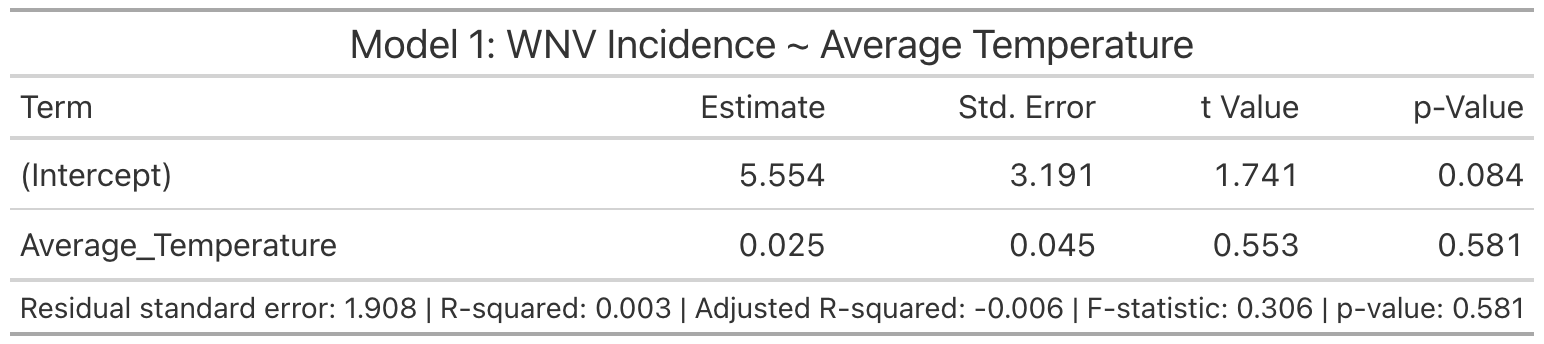 Model 1: WNV Incidence ~ Average Temperature
Term Estimate Std. Error t Value p-Value
(Intercept) 5.554 3.191 1.741 0.084
Average_Temperature 0.025 0.045 0.553 0.581
Residual standard error: 1.908 | R-squared: 0.003 | Adjusted R-squared: -0.006 | F-statistic: 0.306 | p-value: 0.581